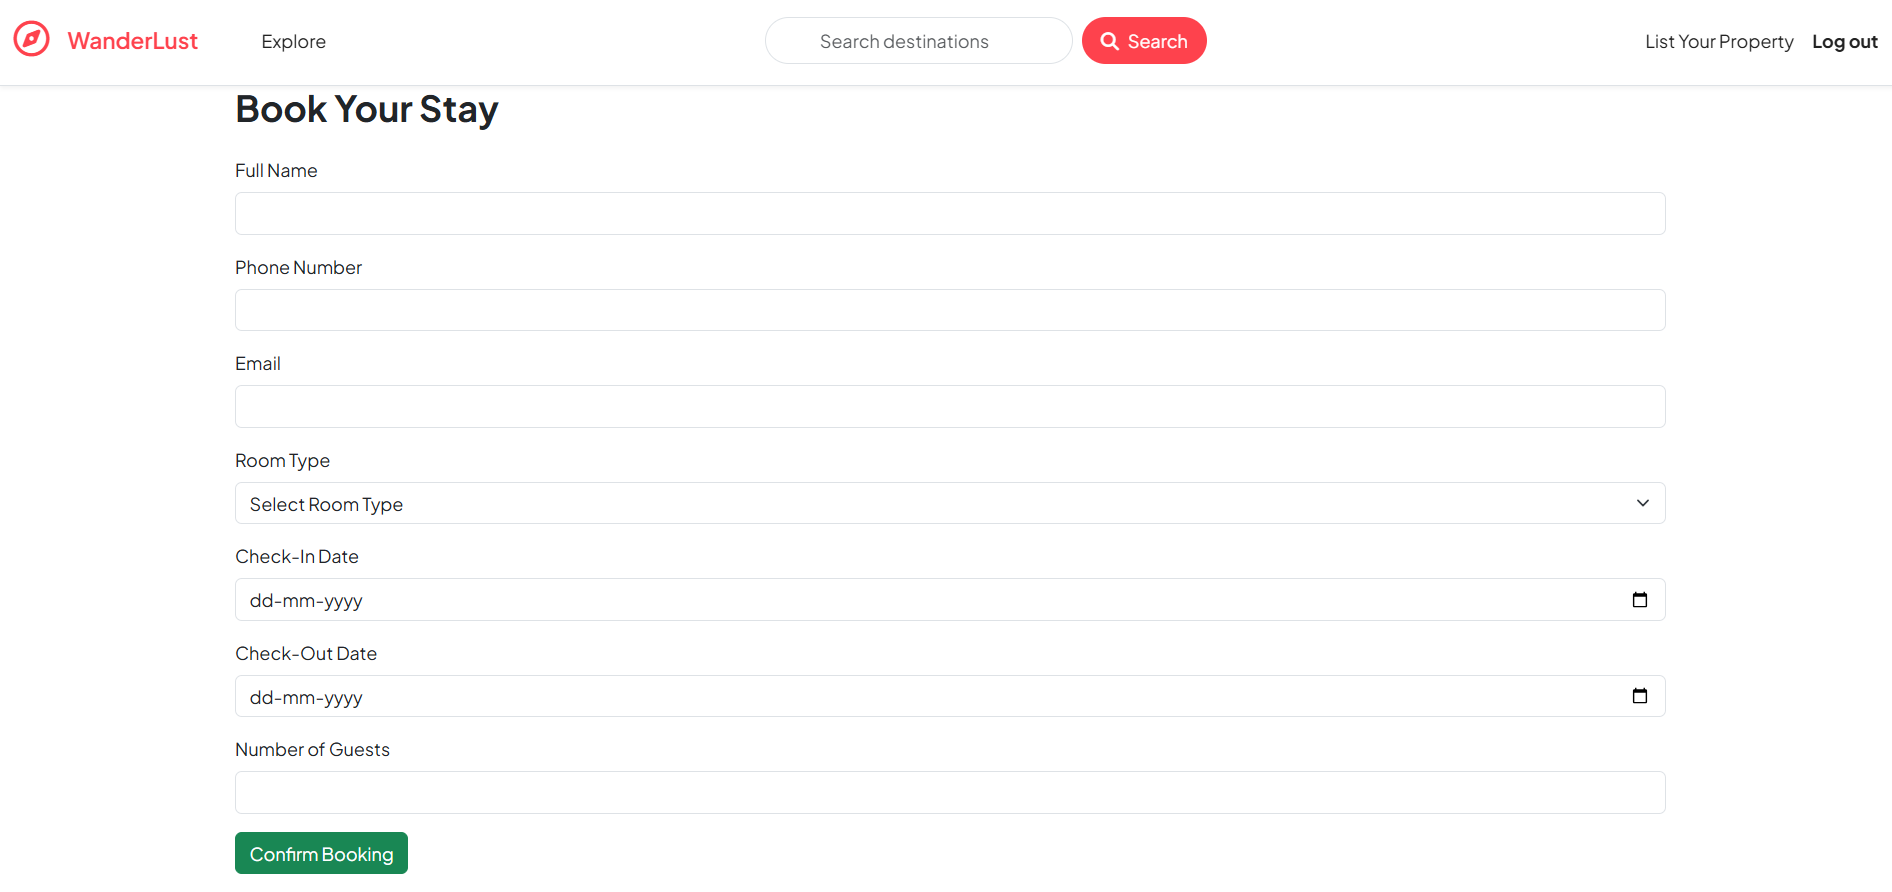 WanderLust Explore Search destinations Search List Your Property Log out
Book Your Stay
Full Name
Phone Number
Email
Room Type
Select Room Type
Check-In Date
dd-mm-yyyy
Check-Out Date
dd-mm-yyyy
Number of Guests
Confirm Booking